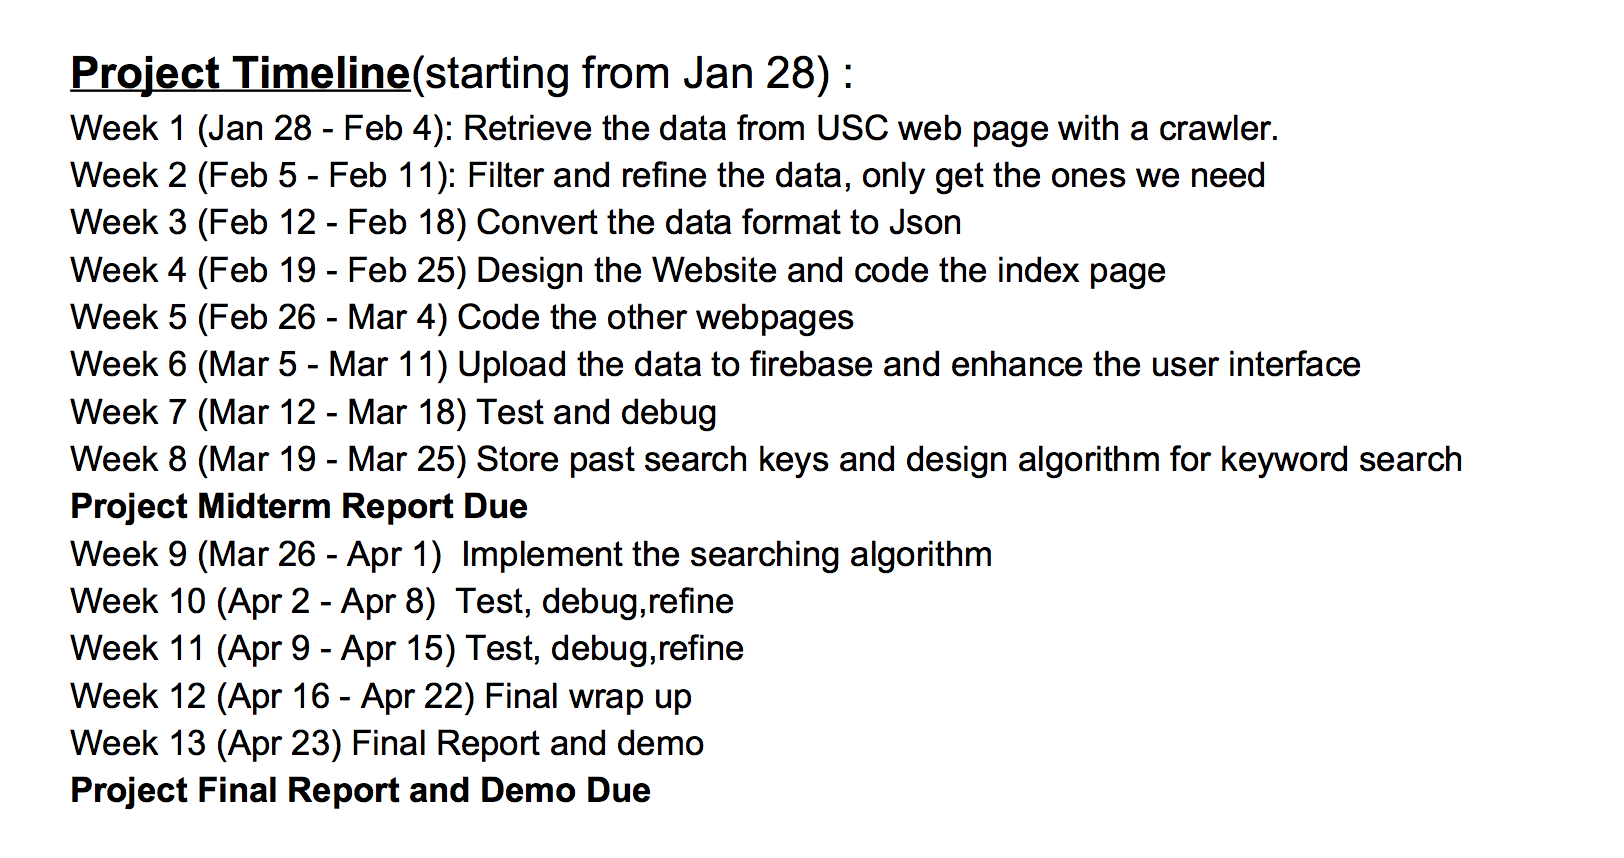 Project Timeline(starting from Jan 28) :
Week 1 (Jan 28 - Feb 4): Retrieve the data from USC web page with a crawler.
Week 2 (Feb 5 - Feb 11): Filter and refine the data, only get the ones we need
Week 3 (Feb 12 - Feb 18) Convert the data format to Json
Week 4 (Feb 19 - Feb 25) Design the Website and code the index page
Week 5 (Feb 26 - Mar 4) Code the other webpages
Week 6 (Mar 5 - Mar 11) Upload the data to firebase and enhance the user interface
Week 7 (Mar 12 - Mar 18) Test and debug
Week 8 (Mar 19 - Mar 25) Store past search keys and design algorithm for keyword search
Project Midterm Report Due
Week 9 (Mar 26 - Apr 1)  Implement the searching algorithm
Week 10 (Apr 2 - Apr 8)  Test, debug,refine
Week 11 (Apr 9 - Apr 15) Test, debug,refine
Week 12 (Apr 16 - Apr 22) Final wrap up
Week 13 (Apr 23) Final Report and demo
Project Final Report and Demo Due